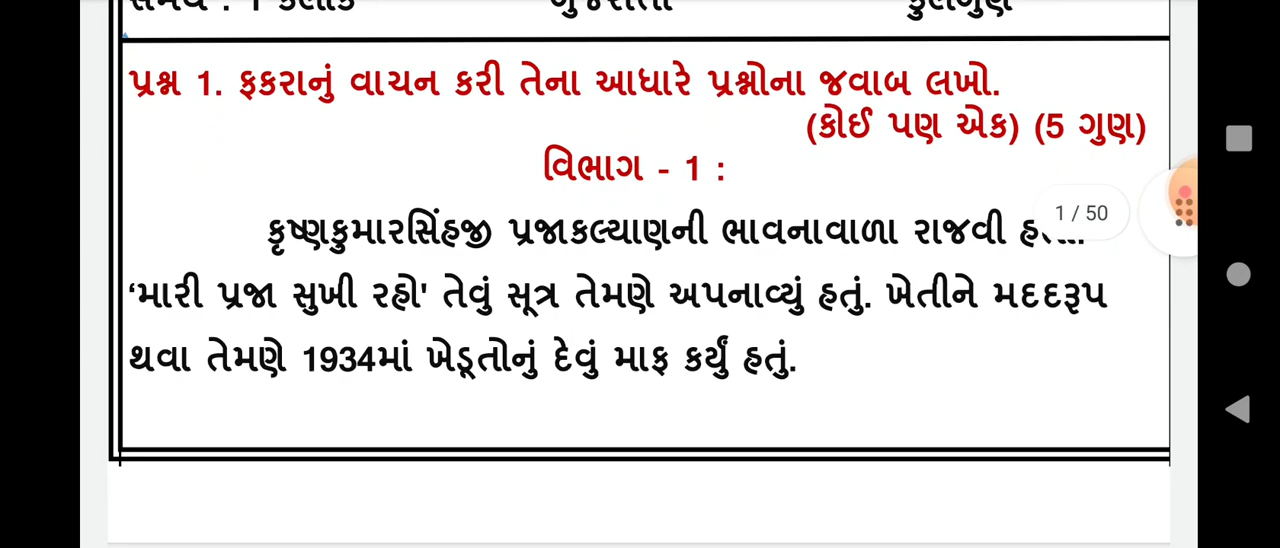 પ્રશ્ન 1. ફકરાનું વાચન કરી તેના આધારે પ્રશ્નોના જવાબ લખો.
(કોઈ પણ એક) (5 ગુણ)
વિભાગ - 1 :
1 / 50
કૃષ્ણકુમારસિંહજી પ્રજાકલ્યાણની ભાવનાવાળા રાજવી
‘મારી પ્રજા સુખી રહો' તેવું સૂત્ર તેમણે અપનાવ્યું હતું. ખેતીને મદદરૂપ
થવા તેમણે 1934માં ખેડૂતોનું દેવું માફ કર્યું હતું.